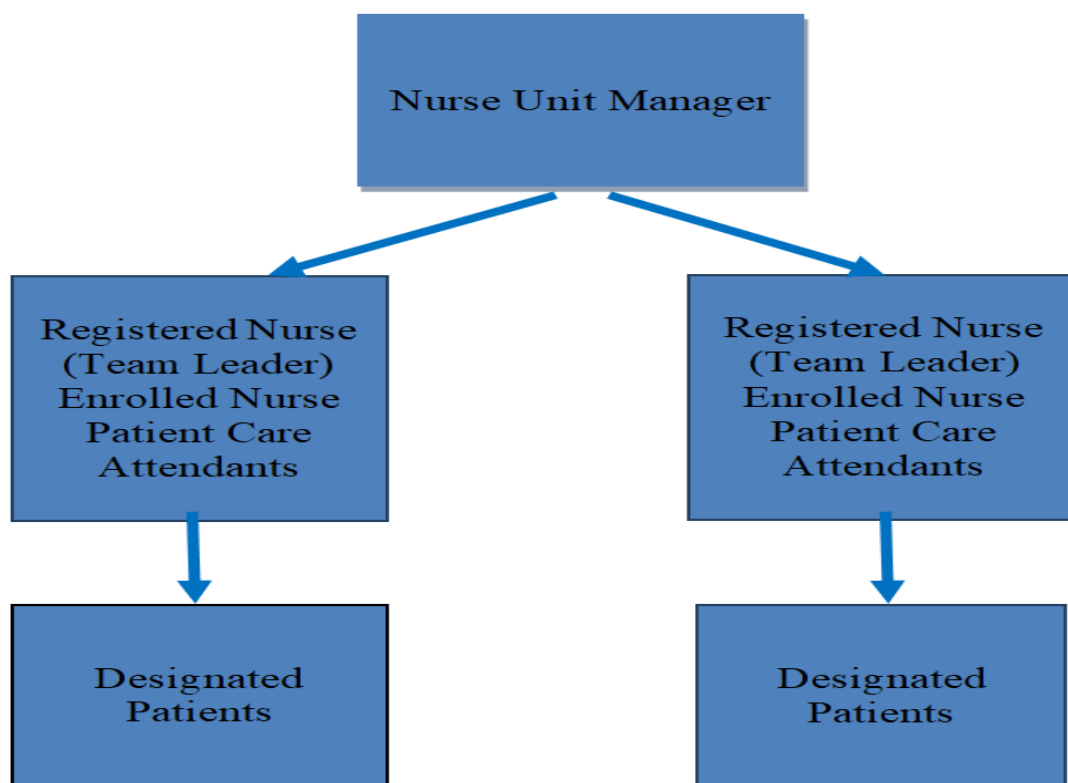 Nurse Unit Manager
Registered Nurse
(Team Leader)
Enrolled Nurse
Patient Care
Attendants
Registered Nurse
(Team Leader)
Enrolled Nurse
Patient Care
Attendants
Designated
Patients
Designated
Patients